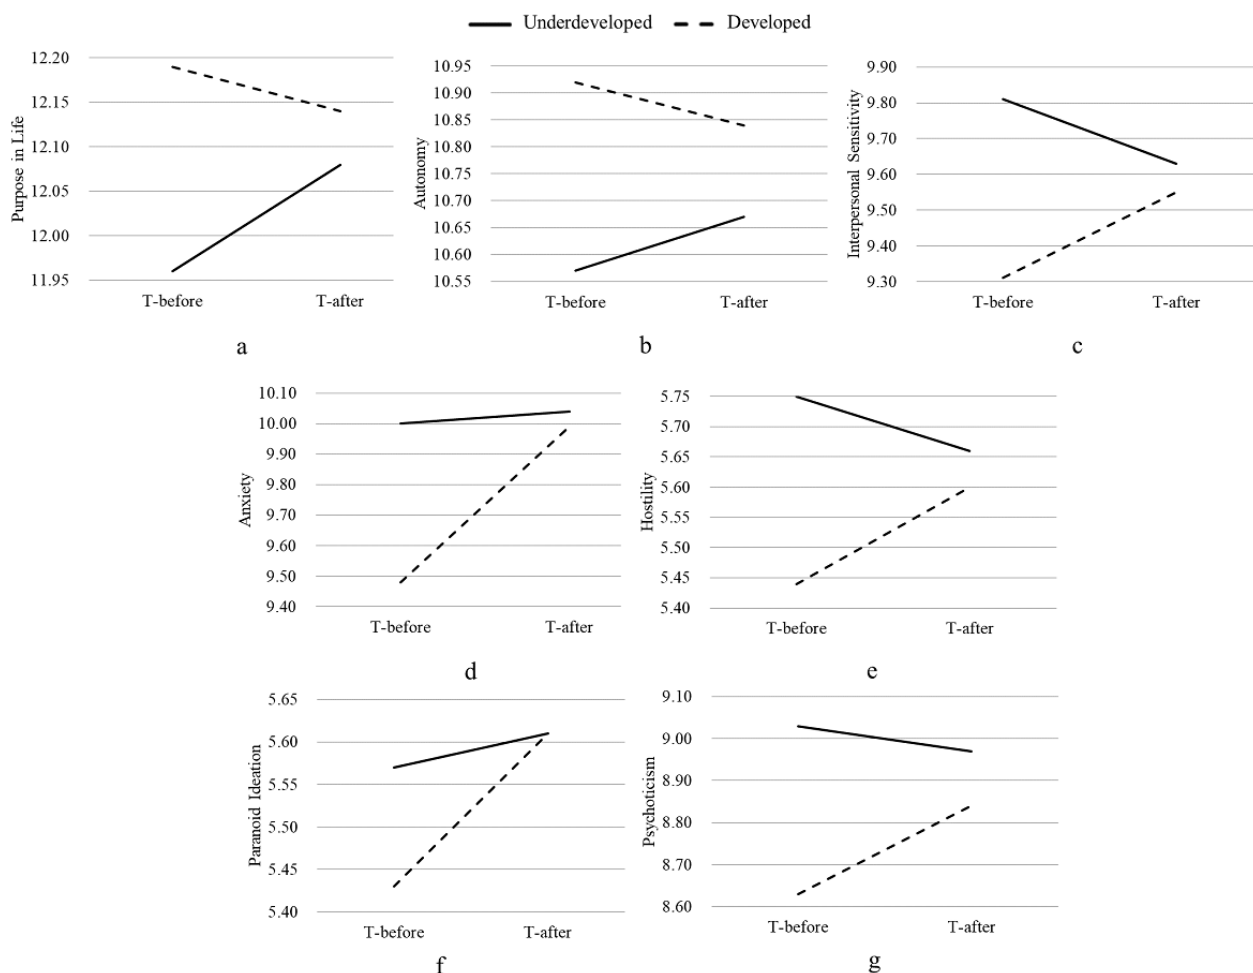 Underdeveloped Developed
Purpose in Life
12.20
12.15
12.10
12.05
12.00
11.95
T-before T-after
a
Autonomy
10.95
10.90
10.85
10.80
10.75
10.70
10.65
10.60
10.55
T-before T-after
b
Interpersonal Sensitivity
9.90
9.80
9.70
9.60
9.50
9.40
9.30
T-before T-after
c
Anxiety
10.10
10.00
9.90
9.80
9.70
9.60
9.50
9.40
T-before T-after
d
Hostility
5.75
5.70
5.65
5.60
5.55
5.50
5.45
5.40
T-before T-after
e
Paranoid Ideation
5.65
5.60
5.55
5.50
5.45
5.40
T-before T-after
f
Psychoticism
9.10
9.00
8.90
8.80
8.70
8.60
T-before T-after
g